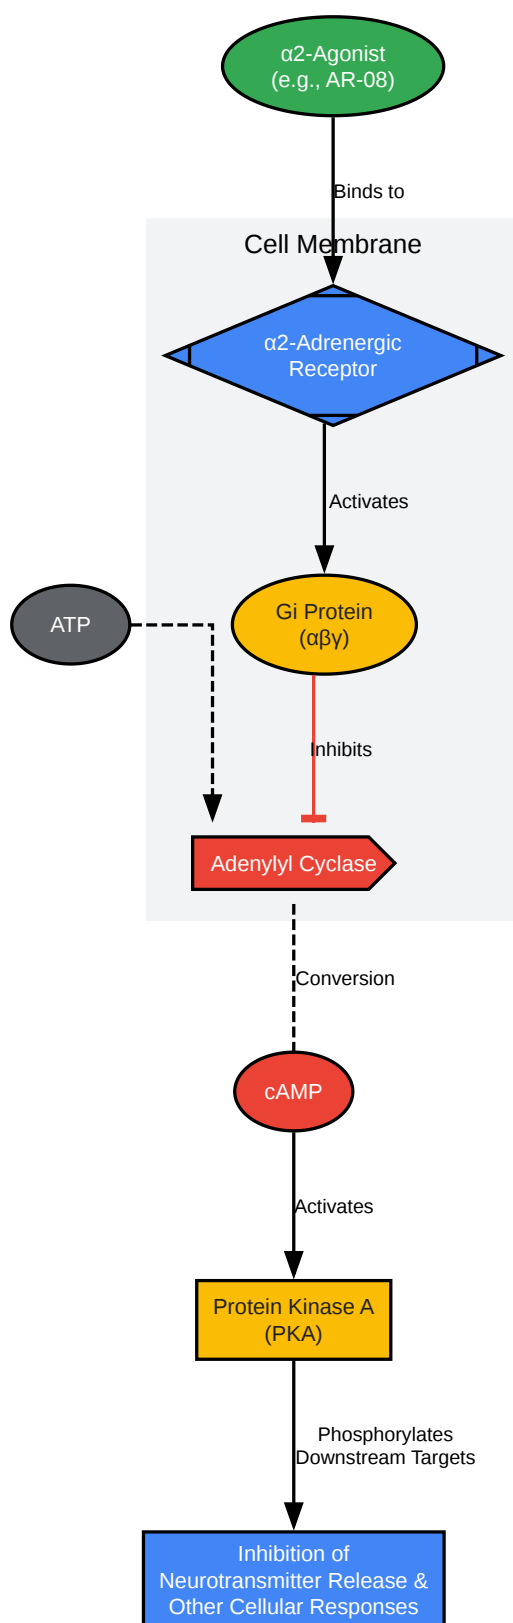 α2-Agonist
(e.g., AR-08)
Binds to
Cell Membrane
α2-Adrenergic
Receptor
Activates
ATP
Gi Protein
(αβγ)
Inhibits
Adenylyl Cyclase
Conversion
cAMP
Activates
Protein Kinase A
(PKA)
Phosphorylates
Downstream Targets
Inhibition of
Neurotransmitter Release &
Other Cellular Responses